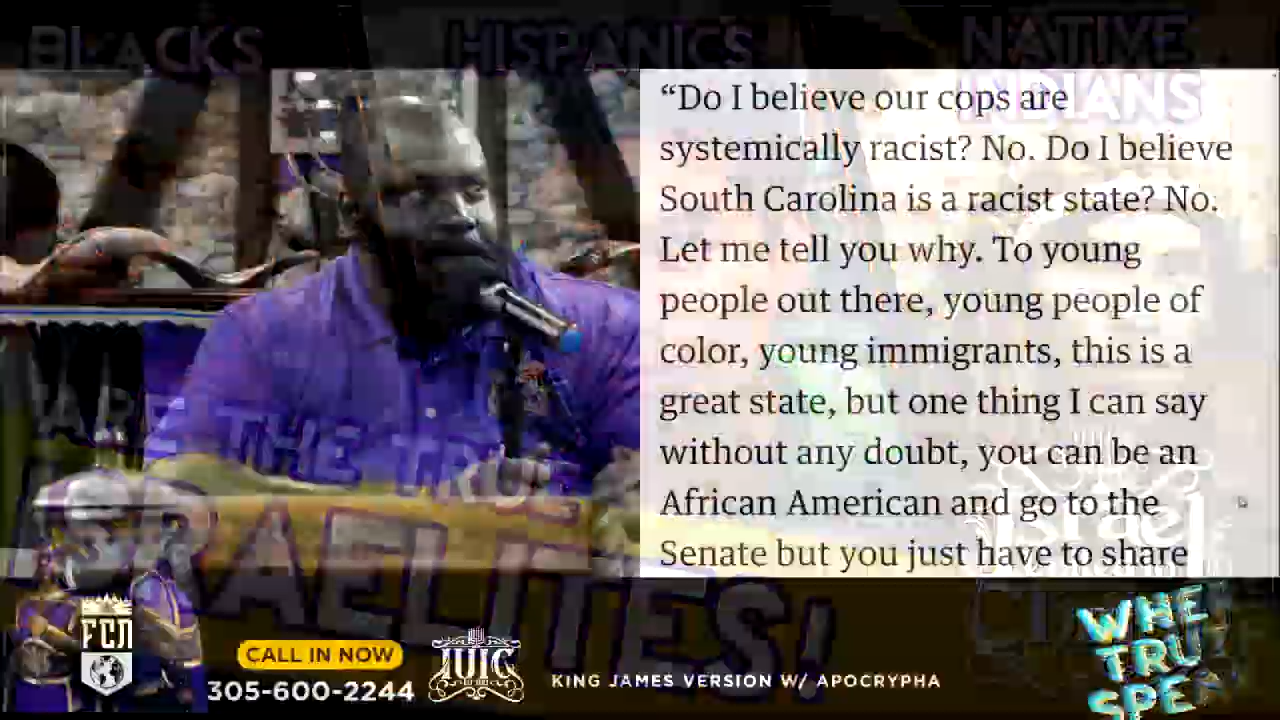 BLACKS
HISPANICS
NATIVE
INDIANS
“Do I believe our cops are
systemically racist? No. Do I believe
South Carolina is a racist state? No.
Let me tell you why. To young
people out there, young people of
color, young immigrants, this is a
great state, but one thing I can say
without any doubt, you can be an
African American and go to the
Senate but you just have to share
ARE THE TRUE
ISRAELITES!
Israel
FCN
CALL IN NOW
305-600-2244
IUIC
KING JAMES VERSION W/ APOCRYPHA